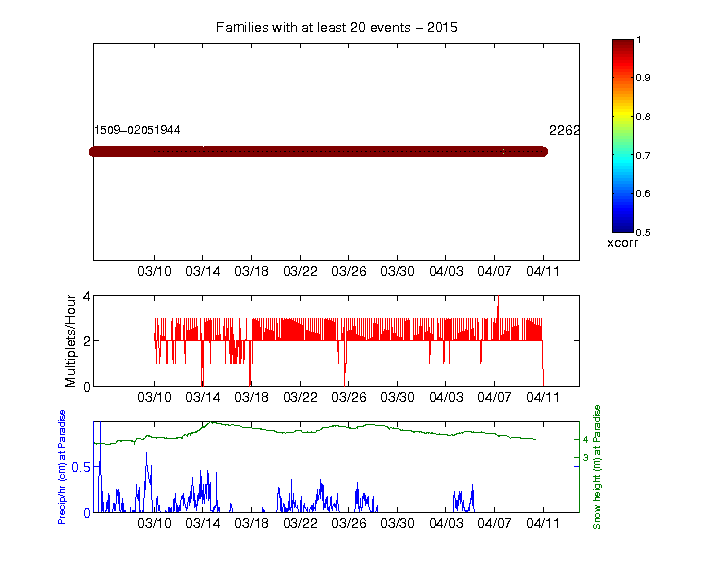 Families with at least 20 events − 2015
1509−02051944
2262
03/10 03/14 03/18 03/22 03/26 03/30 04/03 04/07 04/11
1
0.9
0.8
0.7
0.6
0.5
xcorr
Multiplets/Hour
4
2
0
03/10 03/14 03/18 03/22 03/26 03/30 04/03 04/07 04/11
Precip/hr (cm) at Paradise
0.5
0
03/10 03/14 03/18 03/22 03/26 03/30 04/03 04/07 04/11
4
3
Snow height (m) at Paradise